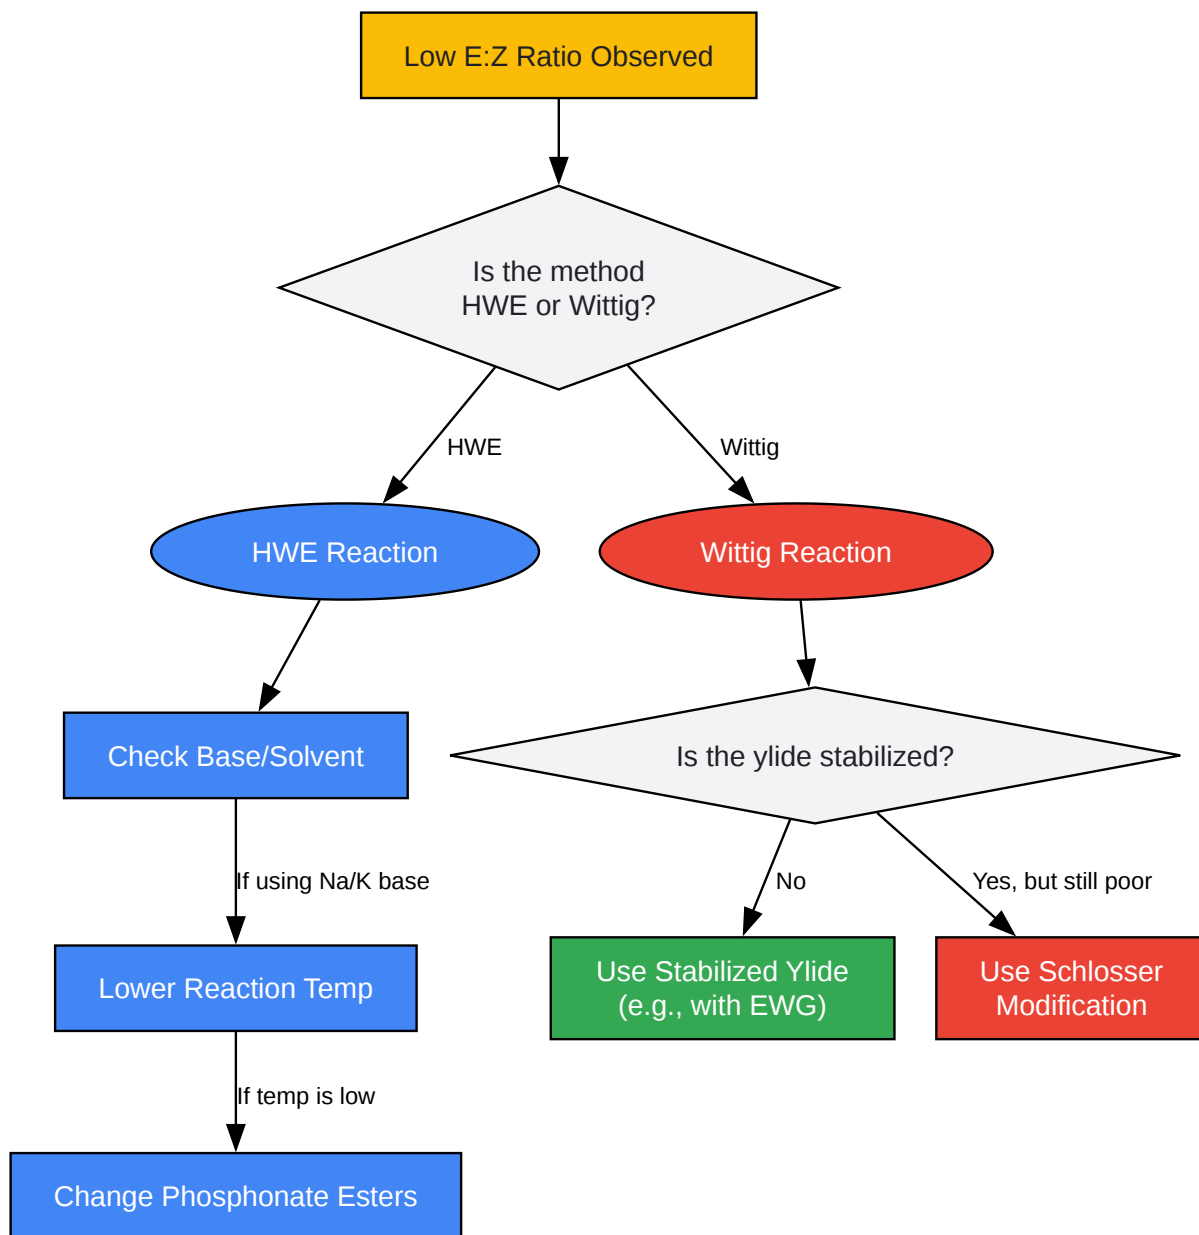 Low E:Z Ratio Observed
Is the method
HWE or Wittig?
HWE
Wittig
HWE Reaction
Wittig Reaction
Check Base/Solvent
Is the ylide stabilized?
If using Na/K base
No
Yes, but still poor
Lower Reaction Temp
Use Stabilized Ylide
(e.g., with EWG)
Use Schlosser
Modification
If temp is low
Change Phosphonate Esters